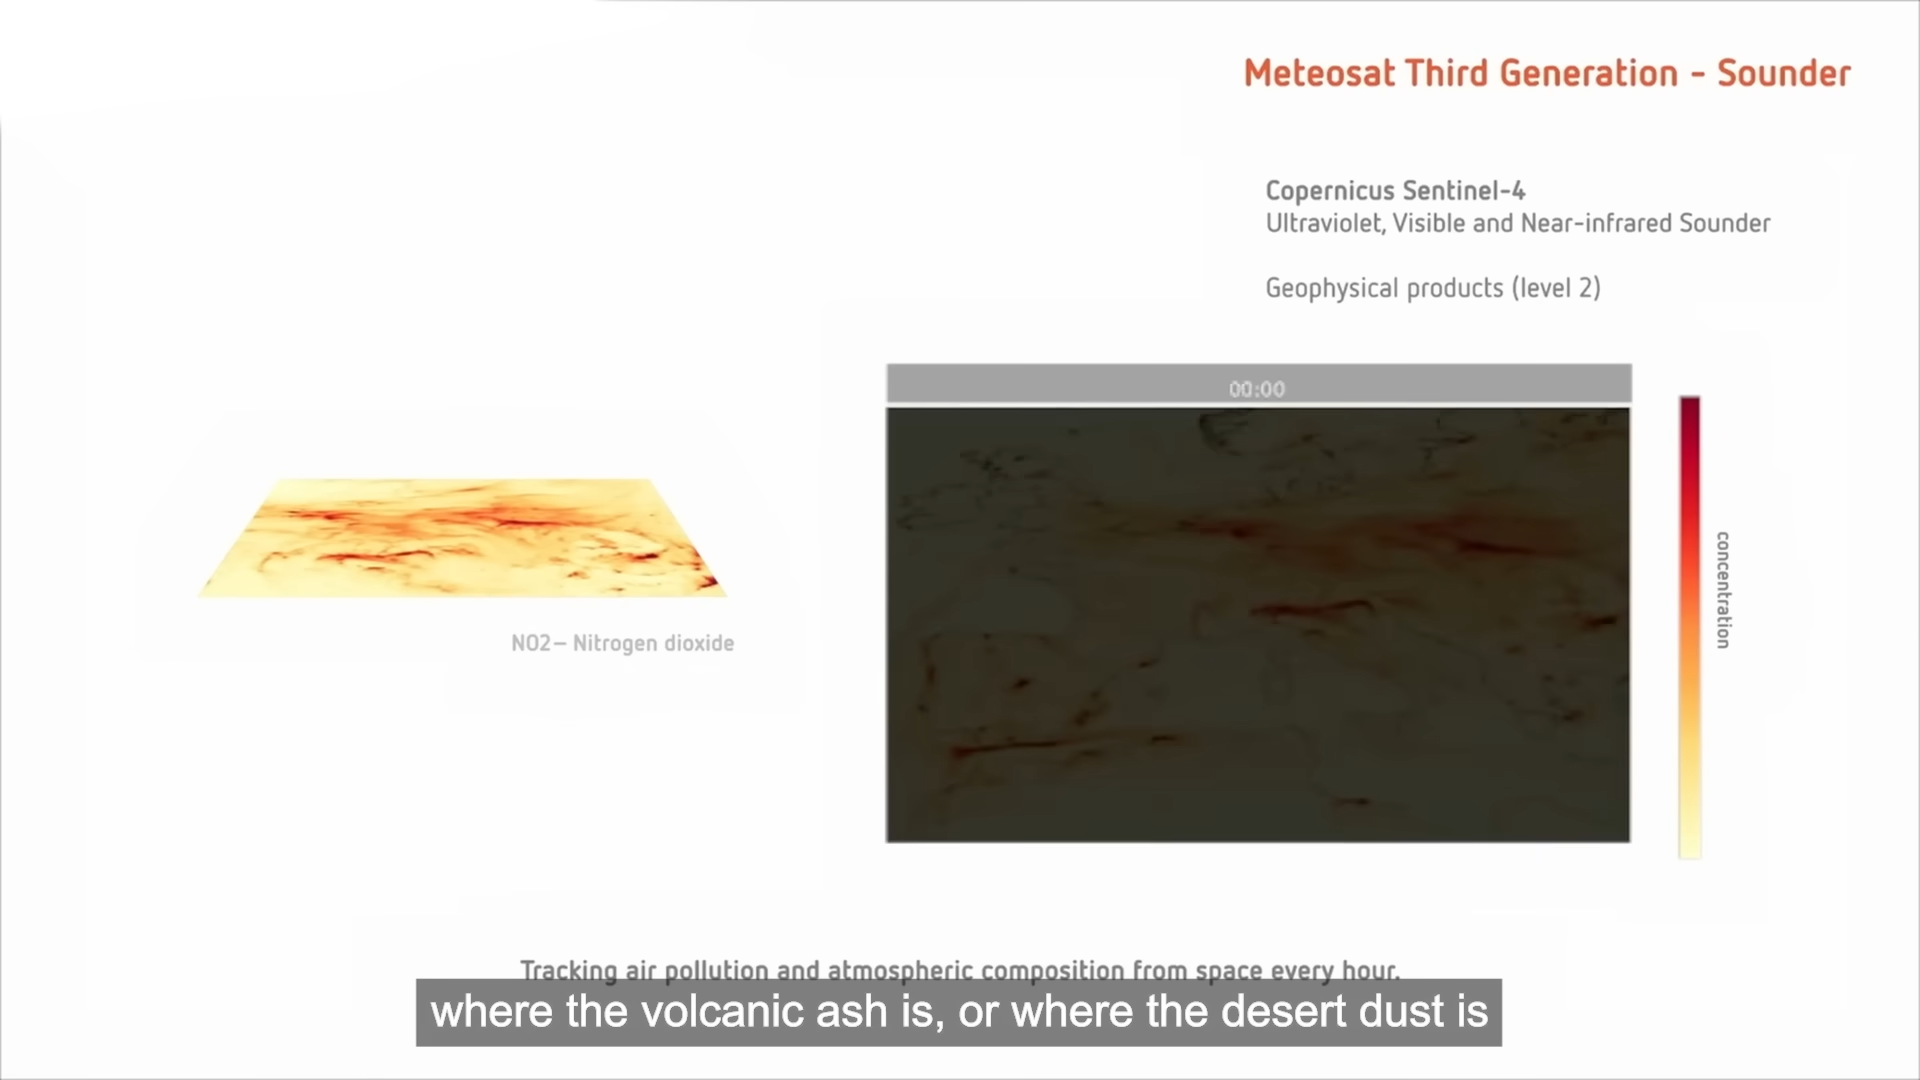 Meteosat Third Generation - Sounder
Copernicus Sentinel-4
Ultraviolet, Visible and Near-infrared Sounder
Geophysical products (level 2)
00:00
concentration
NO2– Nitrogen dioxide
Tracking air pollution and atmospheric composition from space every hour.
where the volcanic ash is, or where the desert dust is